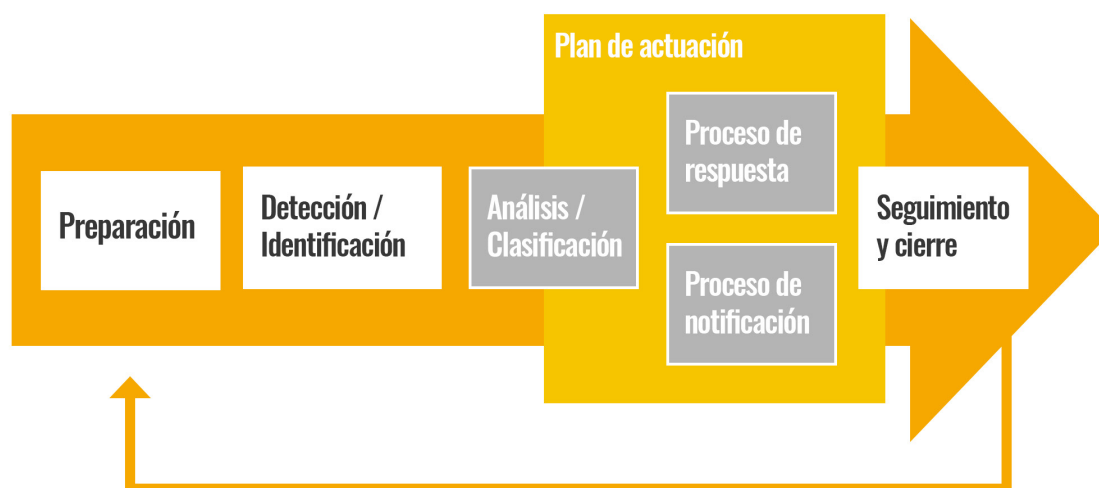 Plan de actuación
Preparación
Detección /
Identificación
Análisis /
Clasificación
Proceso de
respuesta
Proceso de
notificación
Seguimiento
y cierre